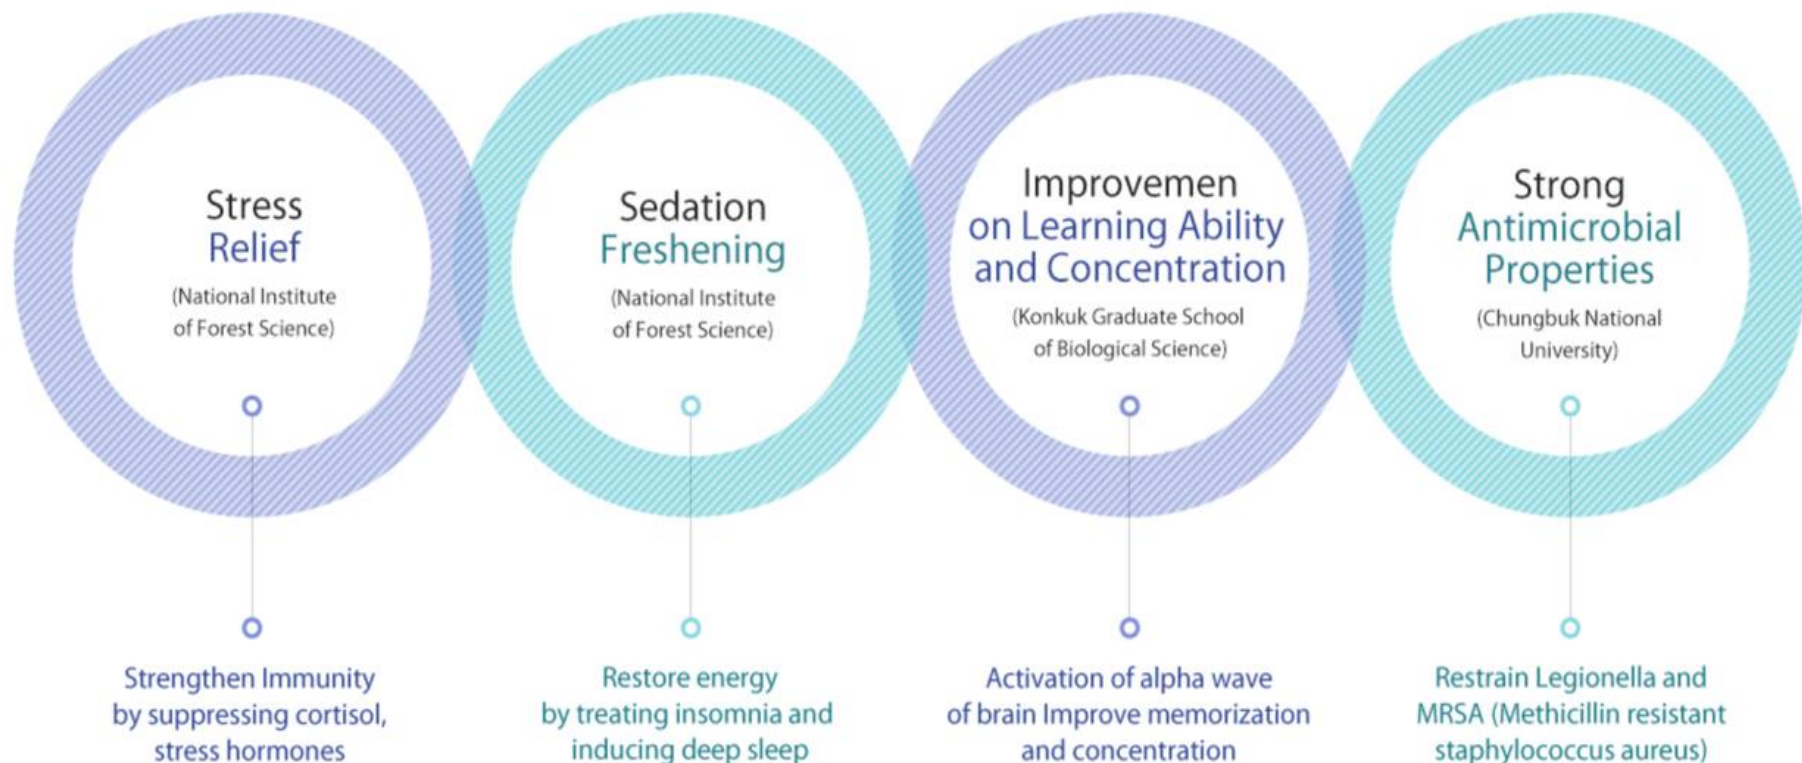 Stress
Relief
(National Institute
of Forest Science)
Strengthen Immunity
by suppressing cortisol,
stress hormones
Sedation
Freshening
(National Institute
of Forest Science)
Restore energy
by treating insomnia and
inducing deep sleep
Improvemen
on Learning Ability
and Concentration
(Konkuk Graduate School
of Biological Science)
Activation of alpha wave
of brain Improve memorization
and concentration
Strong
Antimicrobial
Properties
(Chungbuk National
University)
Restrain Legionella and
MRSA (Methicillin resistant
staphylococcus aureus)